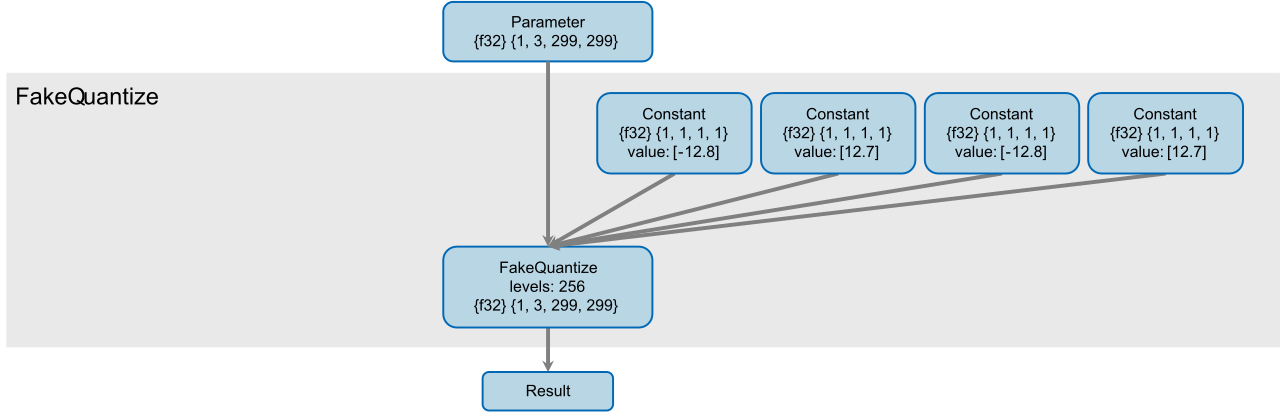 Parameter
{f32} {1, 3, 299, 299}
FakeQuantize
Constant
{f32} {1, 1, 1, 1}
value: [-12.8]
Constant
{f32} {1, 1, 1, 1}
value: [12.7]
Constant
{f32} {1, 1, 1, 1}
value: [-12.8]
Constant
{f32} {1, 1, 1, 1}
value: [12.7]
FakeQuantize
levels: 256
{f32} {1, 3, 299, 299}
Result